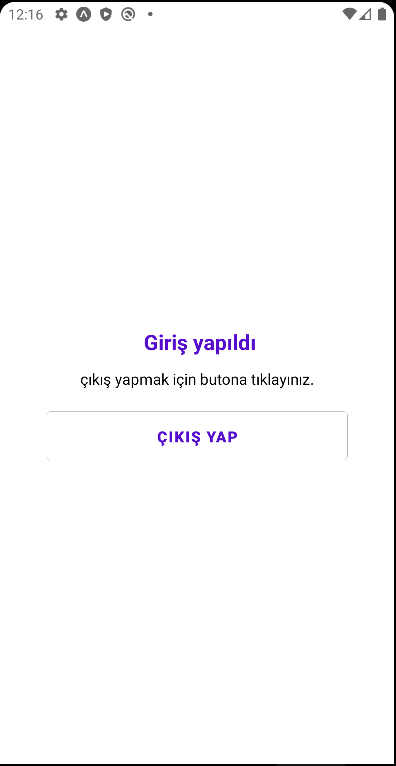 12:16
Giriş yapıldı
çıkış yapmak için butona tıklayınız.
ÇIKIŞ YAP